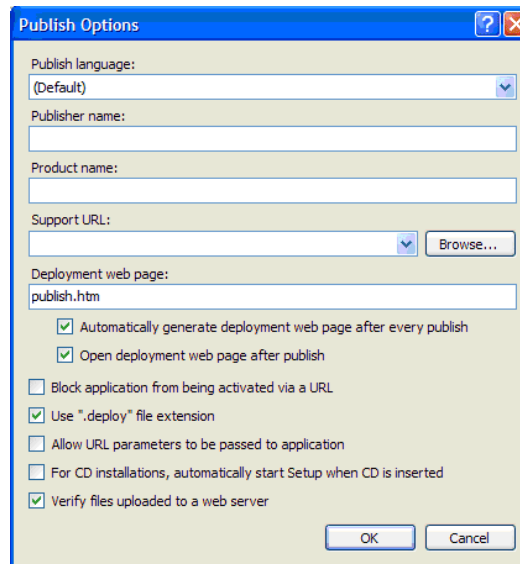 Publish Options
Publish language:
(Default)
Publisher name:
Product name:
Support URL:
Browse...
Deployment web page:
publish.htm
Automatically generate deployment web page after every publish
Open deployment web page after publish
Block application from being activated via a URL
Use ".deploy" file extension
Allow URL parameters to be passed to application
For CD installations, automatically start Setup when CD is inserted
Verify files uploaded to a web server
OK Cancel